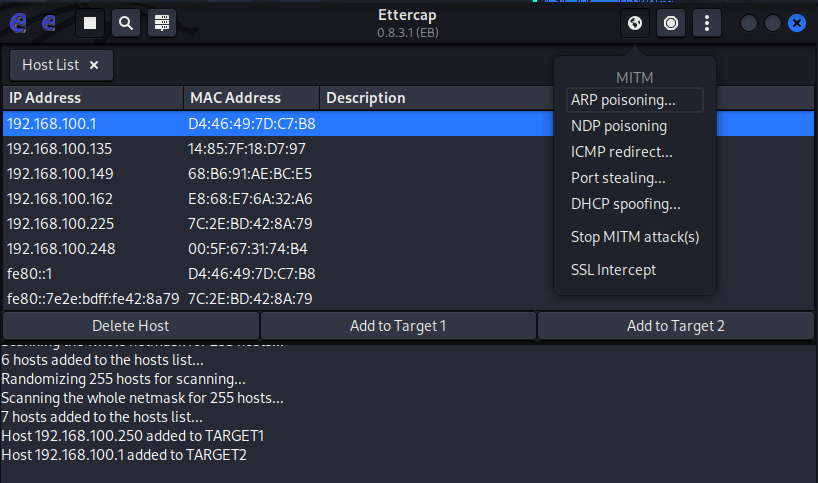 Ettercap
0.8.3.1 (EB)
Host List ×
IP Address MAC Address Description
192.168.100.1 D4:46:49:7D:C7:B8
192.168.100.135 14:85:7F:18:D7:97
192.168.100.149 68:B6:91:AE:BC:E5
192.168.100.162 E8:68:E7:6A:32:A6
192.168.100.225 7C:2E:BD:42:8A:79
192.168.100.248 00:5F:67:31:74:B4
fe80::1 D4:46:49:7D:C7:B8
fe80::7e2e:bdff:fe42:8a79 7C:2E:BD:42:8A:79
MITM
ARP poisoning...
NDP poisoning
ICMP redirect...
Port stealing...
DHCP spoofing...
Stop MITM attack(s)
SSL Intercept
Delete Host Add to Target 1 Add to Target 2
Scanning the whole netmask for 255 hosts...
6 hosts added to the hosts list...
Randomizing 255 hosts for scanning...
Scanning the whole netmask for 255 hosts...
7 hosts added to the hosts list...
Host 192.168.100.250 added to TARGET1
Host 192.168.100.1 added to TARGET2